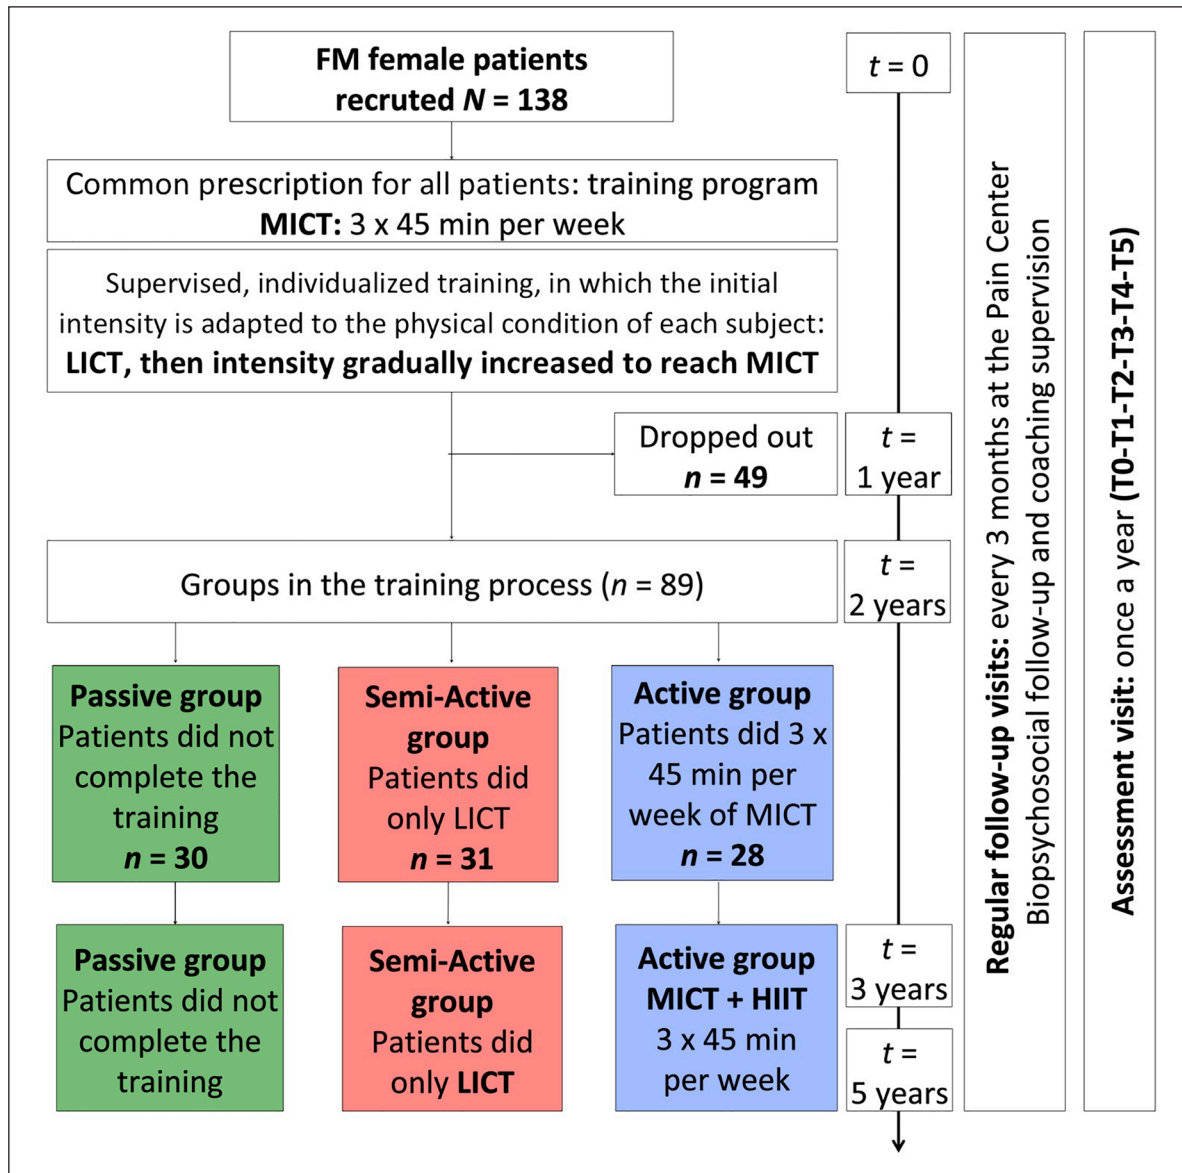 FM female patients
recruted N = 138
t = 0
Common prescription for all patients: training program
MICT: 3 x 45 min per week
Supervised, individualized training, in which the initial
intensity is adapted to the physical condition of each subject:
LICT, then intensity gradually increased to reach MICT
Dropped out
n = 49
t =
1 year
Groups in the training process (n = 89)
t =
2 years
Passive group
Patients did not
complete the
training
n = 30
Semi-Active
group
Patients did
only LICT
n = 31
Active group
Patients did 3 x
45 min per
week of MICT
n = 28
Passive group
Patients did not
complete the
training
Semi-Active
group
Patients did
only LICT
Active group
MICT + HIIT
3 x 45 min
per week
t =
3 years
t =
5 years
Regular follow-up visits: every 3 months at the Pain Center
Biopsychosocial follow-up and coaching supervision
Assessment visit: once a year (T0-T1-T2-T3-T4-T5)